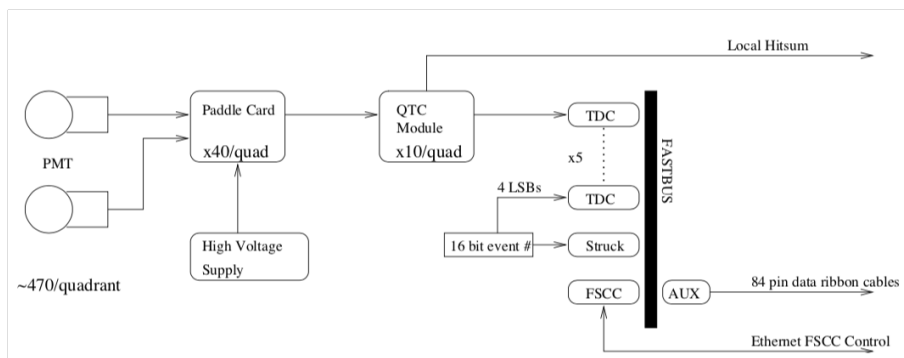 Local Hitsum
Paddle Card
x40/quad
QTC
Module
x10/quad
TDC
x5
FASTBUS
PMT
4 LSBs
TDC
High Voltage
Supply
16 bit event #
Struck
~470/quadrant
FSCC
AUX
84 pin data ribbon cables
Ethernet FSCC Control